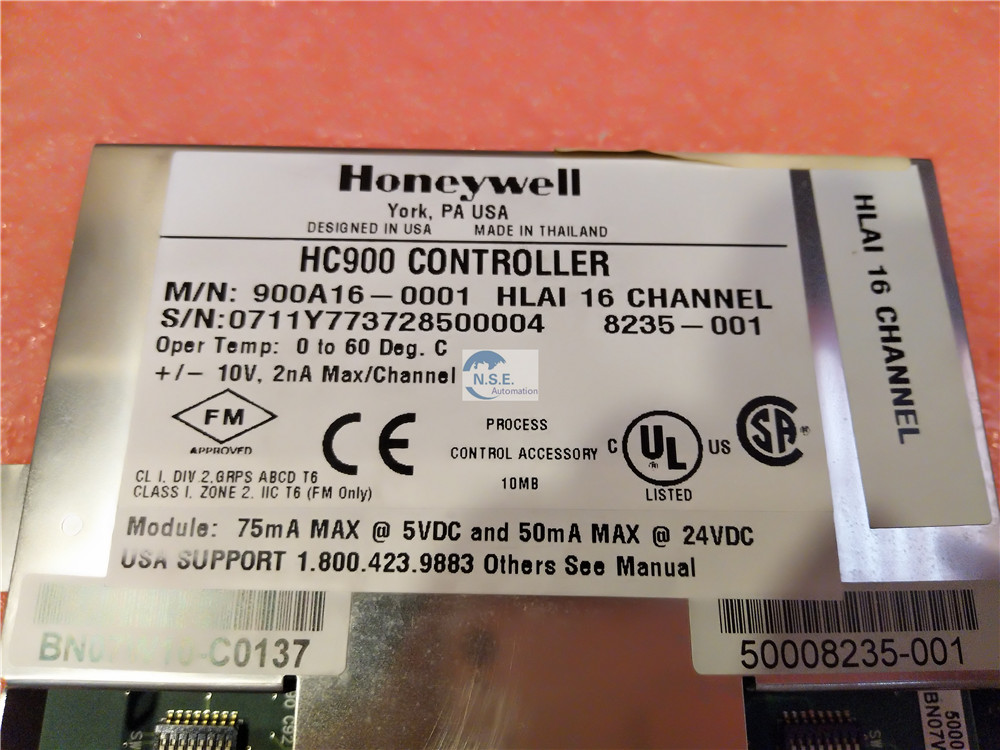 Honeywell
York, PA USA
DESIGNED IN USA MADE IN THAILAND
HC900 CONTROLLER
M/N: 900A16-0001 HLAI 16 CHANNEL
S/N:0711Y773728500004 8235-001
Oper Temp: 0 to 60 Deg. C
+/- 10V, 2nA Max/Channel
N.S.E.
Automation
FM
APPROVED
CE
PROCESS
CONTROL ACCESSORY
10MB
C UL US
LISTED
SA
CL I, DIV 2, GRPS ABCD T6
CLASS I, ZONE 2, IIC T6 (FM Only)
Module: 75mA MAX @ 5VDC and 50mA MAX @ 24VDC
USA SUPPORT 1.800.423.9883 Others See Manual
HLAI 16 CHANNEL
50008235-001